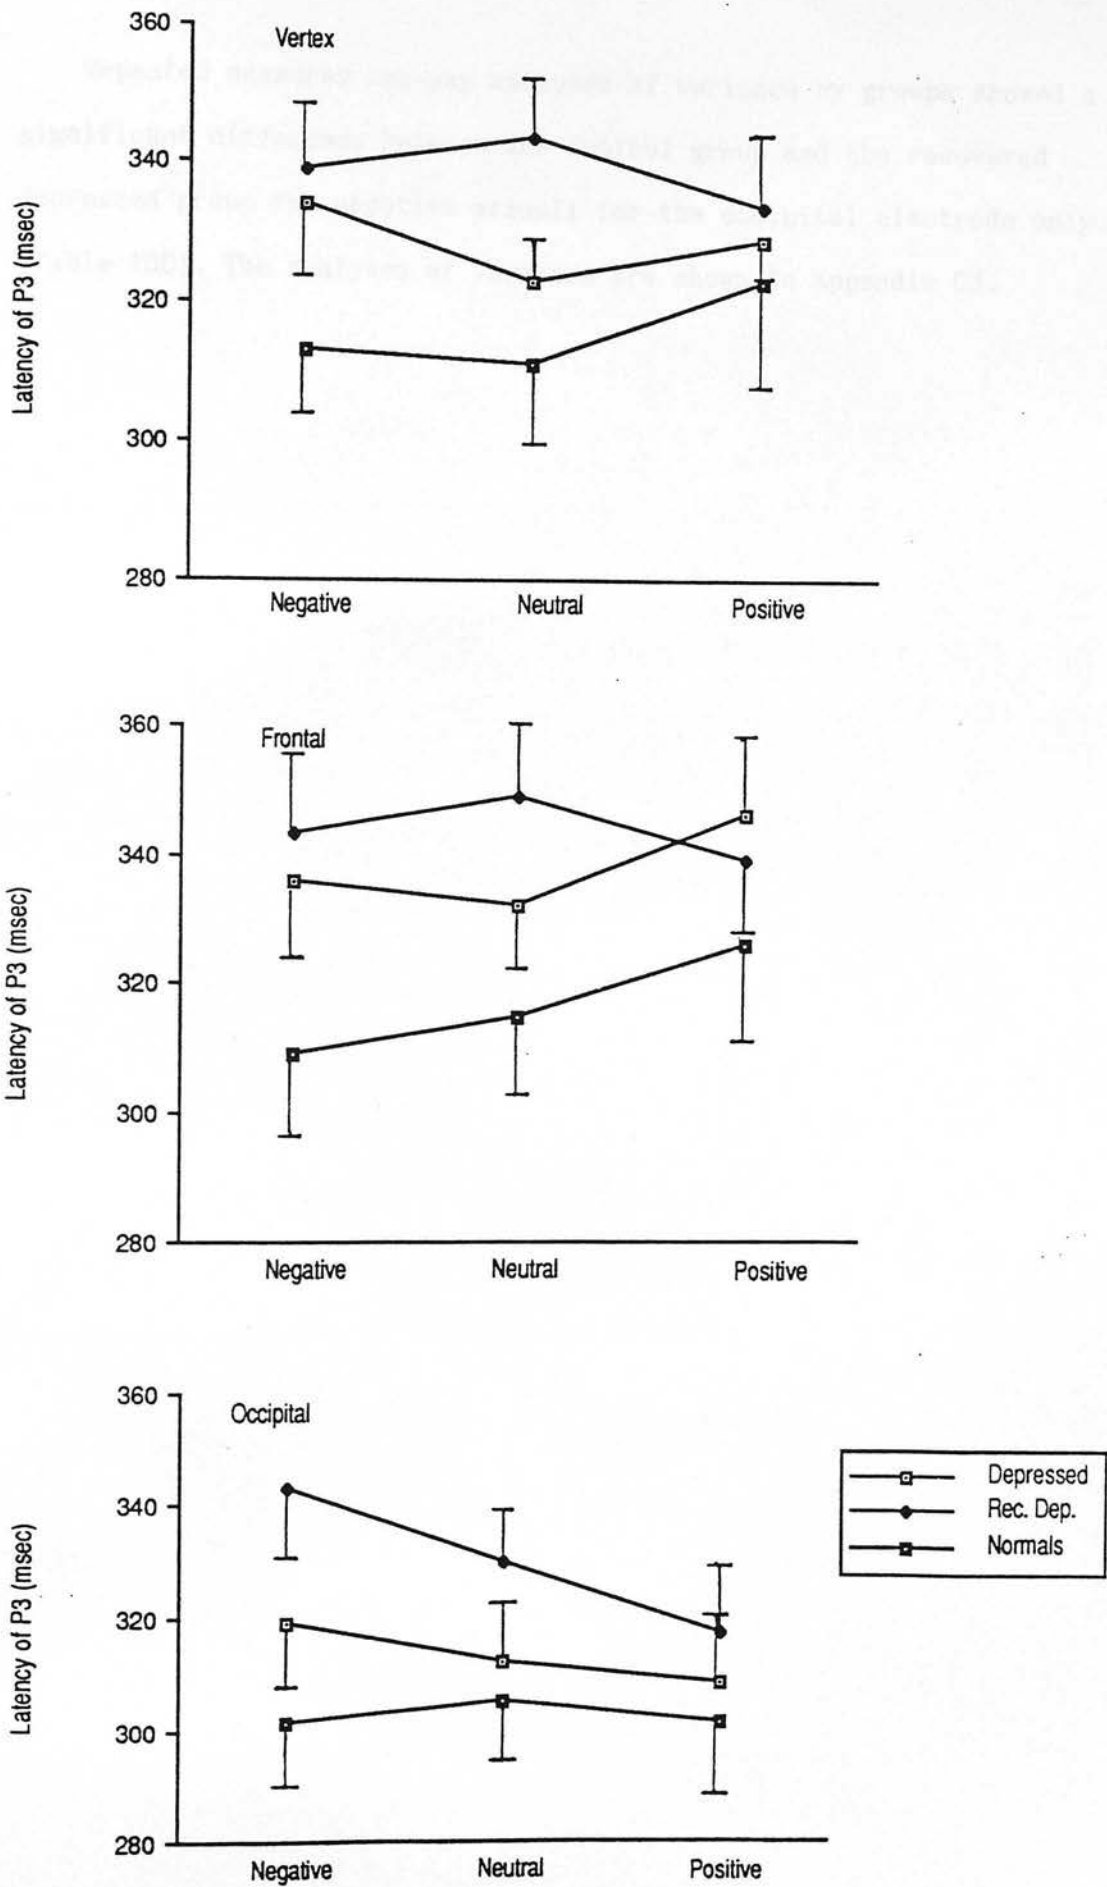 360
Vertex
340
320
300
280
Latency of P3 (msec)
Negative Neutral Positive
360
Frontal
340
320
300
280
Latency of P3 (msec)
Negative Neutral Positive
360
Occipital
340
320
300
280
Latency of P3 (msec)
Negative Neutral Positive
Depressed
Rec. Dep.
Normals